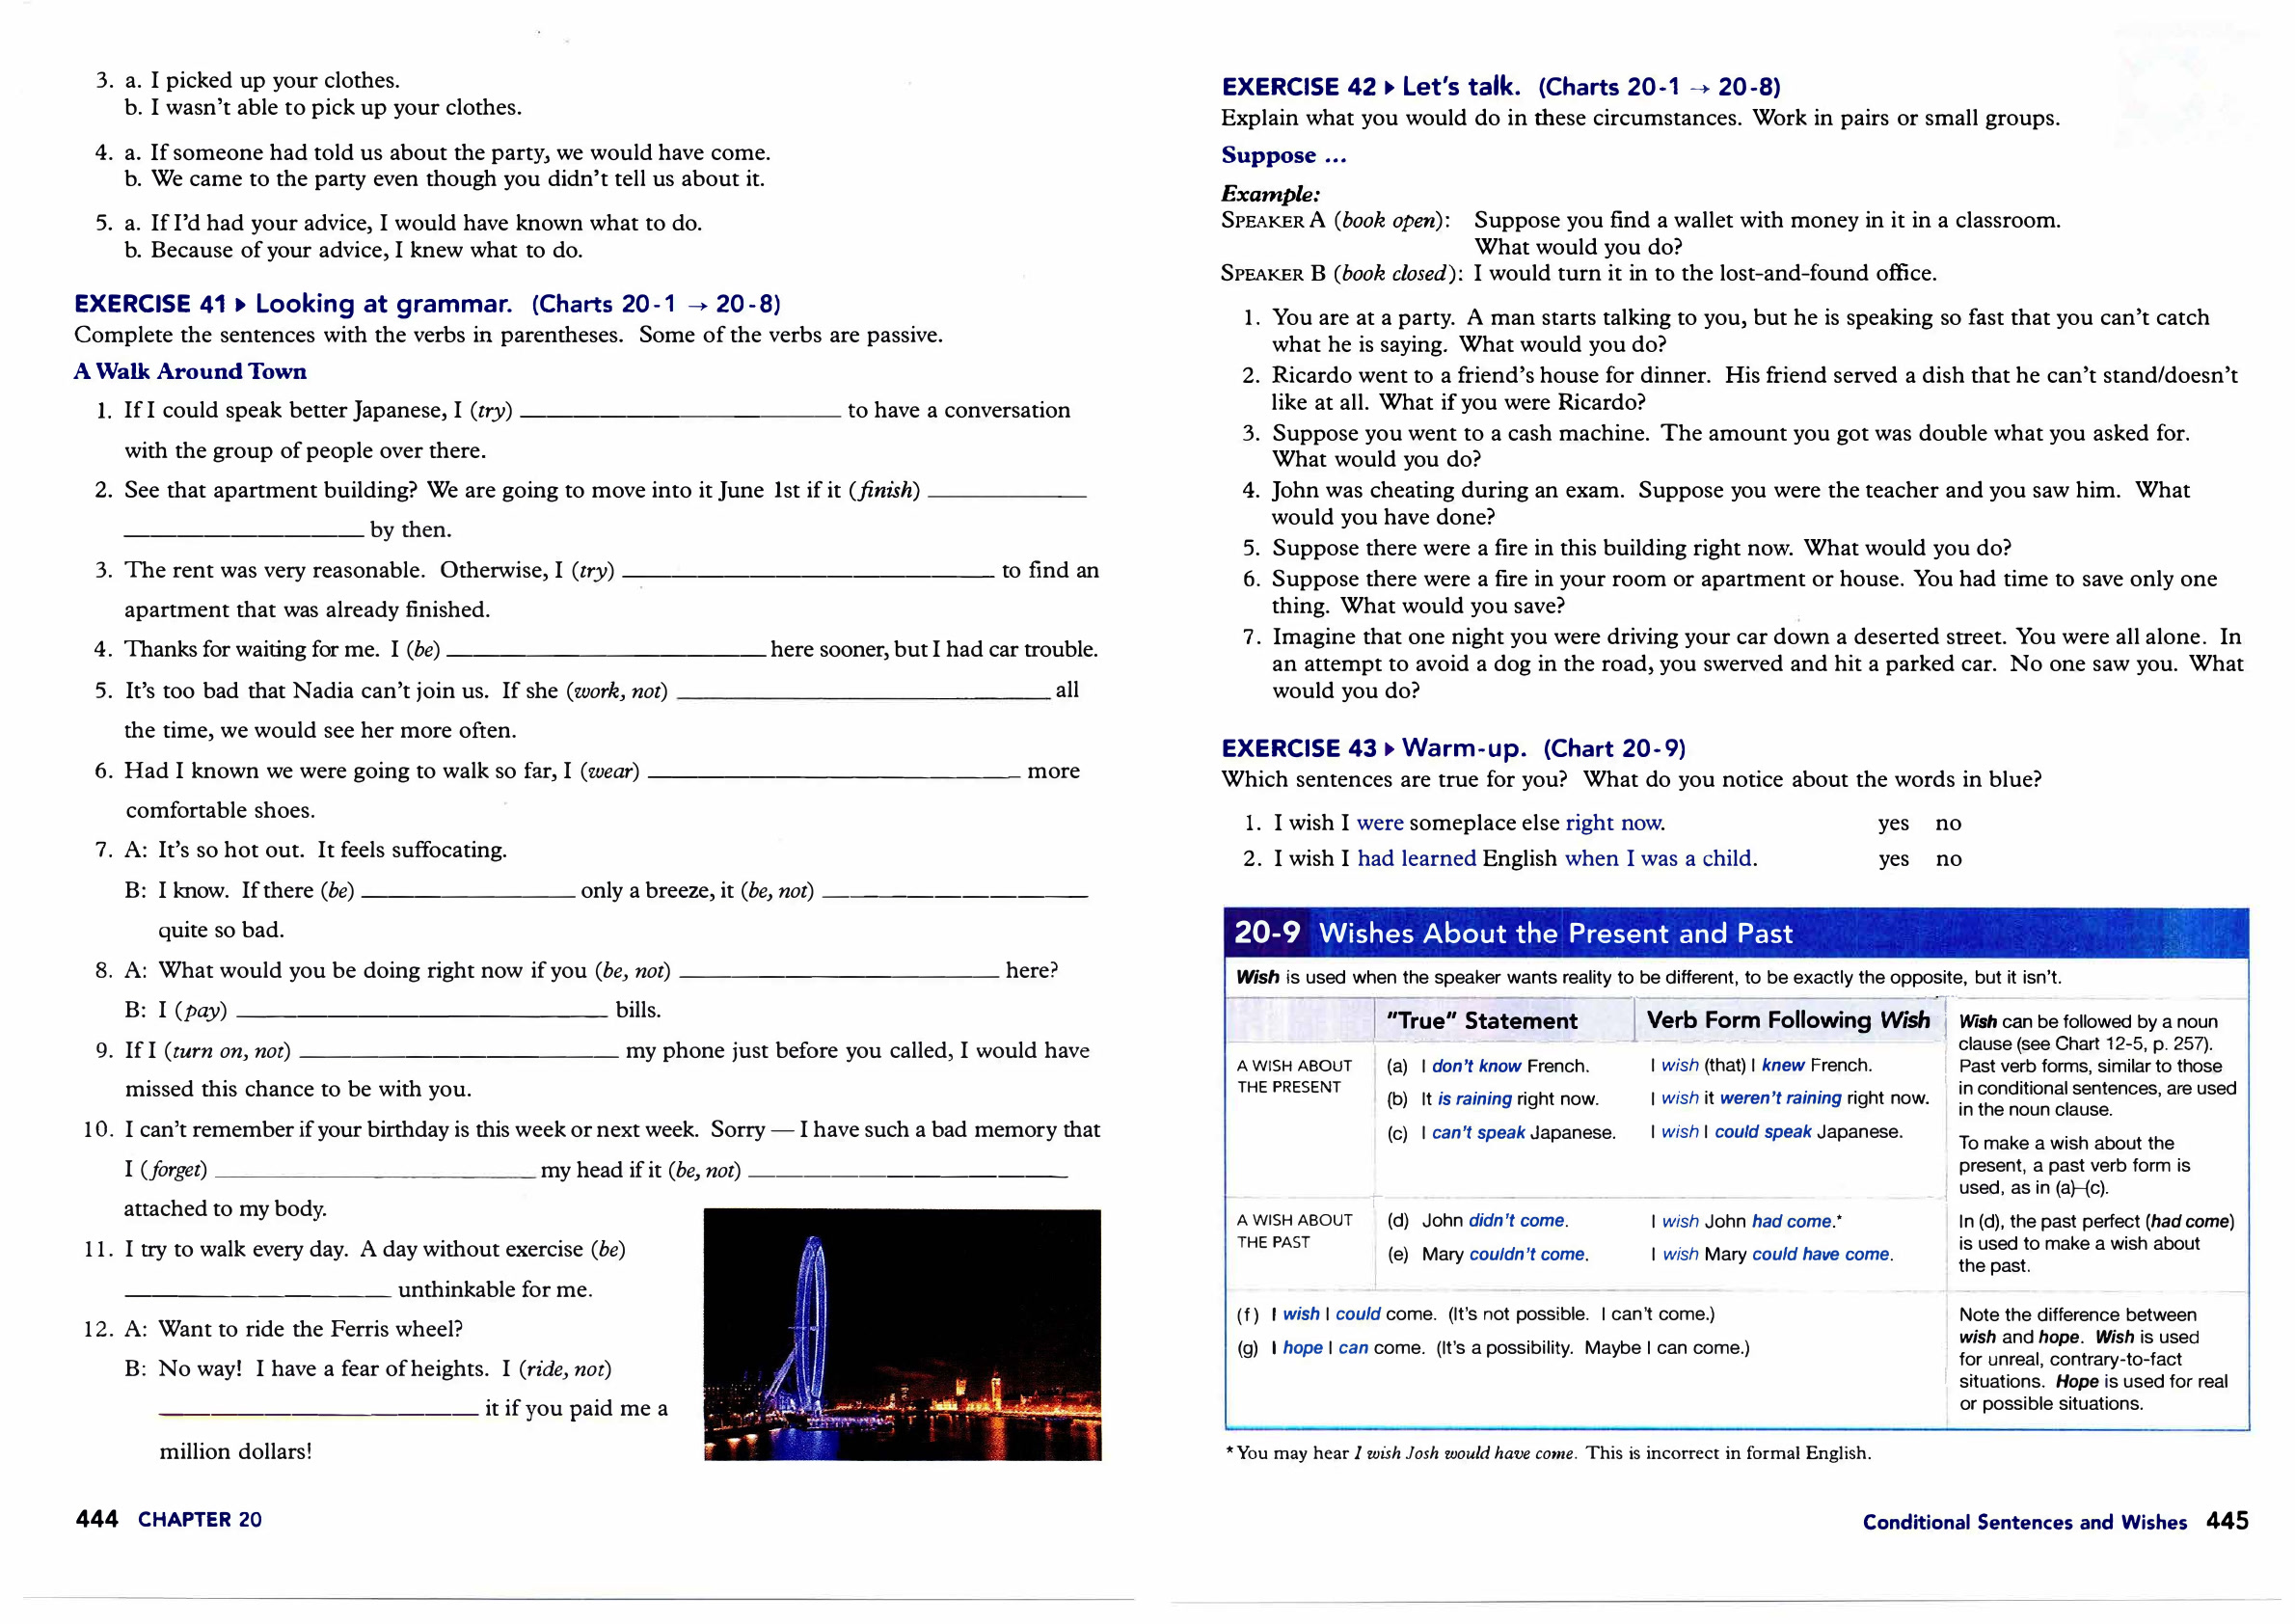 3. a. I picked up your clothes.
b. I wasn't able to pick up your clothes.
4. a. If someone had told us about the party, we would have come.
b. We came to the party even though you didn't tell us about it.
5. a. If I'd had your advice, I would have known what to do.
b. Because of your advice, I knew what to do.
EXERCISE 41 ▸ Looking at grammar. (Charts 20-1 → 20-8)
Complete the sentences with the verbs in parentheses. Some of the verbs are passive.
A Walk Around Town
1. If I could speak better Japanese, I (try) ____________ to have a conversation
with the group of people over there.
2. See that apartment building? We are going to move into it June 1st if it (finish) ______
_________ by then.
3. The rent was very reasonable. Otherwise, I (try) ______________ to find an
apartment that was already finished.
4. Thanks for waiting for me. I (be) ____________ here sooner, but I had car trouble.
5. It's too bad that Nadia can't join us. If she (work, not) ______________ all
the time, we would see her more often.
6. Had I known we were going to walk so far, I (wear) ______________ more
comfortable shoes.
7. A: It's so hot out. It feels suffocating.
B: I know. If there (be) ________ only a breeze, it (be, not) __________
quite so bad.
8. A: What would you be doing right now if you (be, not) ____________ here?
B: I (pay) ______________ bills.
9. If I (turn on, not) ____________ my phone just before you called, I would have
missed this chance to be with you.
10. I can't remember if your birthday is this week or next week. Sorry — I have such a bad memory that
I (forget) ____________ my head if it (be, not) ____________
attached to my body.
11. I try to walk every day. A day without exercise (be)
__________ unthinkable for me.
12. A: Want to ride the Ferris wheel?
B: No way! I have a fear of heights. I (ride, not)
____________ it if you paid me a
million dollars!
444 CHAPTER 20
EXERCISE 42 ▸ Let's talk. (Charts 20-1 → 20-8)
Explain what you would do in these circumstances. Work in pairs or small groups.
Suppose ...
Example:
SPEAKER A (book open): Suppose you find a wallet with money in it in a classroom.
What would you do?
SPEAKER B (book closed): I would turn it in to the lost-and-found office.
1. You are at a party. A man starts talking to you, but he is speaking so fast that you can't catch
what he is saying. What would you do?
2. Ricardo went to a friend's house for dinner. His friend served a dish that he can't stand/doesn't
like at all. What if you were Ricardo?
3. Suppose you went to a cash machine. The amount you got was double what you asked for.
What would you do?
4. John was cheating during an exam. Suppose you were the teacher and you saw him. What
would you have done?
5. Suppose there were a fire in this building right now. What would you do?
6. Suppose there were a fire in your room or apartment or house. You had time to save only one
thing. What would you save?
7. Imagine that one night you were driving your car down a deserted street. You were all alone. In
an attempt to avoid a dog in the road, you swerved and hit a parked car. No one saw you. What
would you do?
EXERCISE 43 ▸ Warm-up. (Chart 20-9)
Which sentences are true for you? What do you notice about the words in blue?
1. I wish I were someplace else right now. yes no
2. I wish I had learned English when I was a child. yes no
20-9 Wishes About the Present and Past
Wish is used when the speaker wants reality to be different, to be exactly the opposite, but it isn't.
"True" Statement Verb Form Following Wish
A WISH ABOUT
THE PRESENT
(a) I don't know French. I wish (that) I knew French.
(b) It is raining right now. I wish it weren't raining right now.
(c) I can't speak Japanese. I wish I could speak Japanese.
Wish can be followed by a noun
clause (see Chart 12-5, p. 257).
Past verb forms, similar to those
in conditional sentences, are used
in the noun clause.
To make a wish about the
present, a past verb form is
used, as in (a)–(c).
A WISH ABOUT
THE PAST
(d) John didn't come. I wish John had come.*
(e) Mary couldn't come. I wish Mary could have come.
In (d), the past perfect (had come)
is used to make a wish about
the past.
(f) I wish I could come. (It's not possible. I can't come.)
(g) I hope I can come. (It's a possibility. Maybe I can come.)
Note the difference between
wish and hope. Wish is used
for unreal, contrary-to-fact
situations. Hope is used for real
or possible situations.
* You may hear I wish Josh would have come. This is incorrect in formal English.
Conditional Sentences and Wishes 445